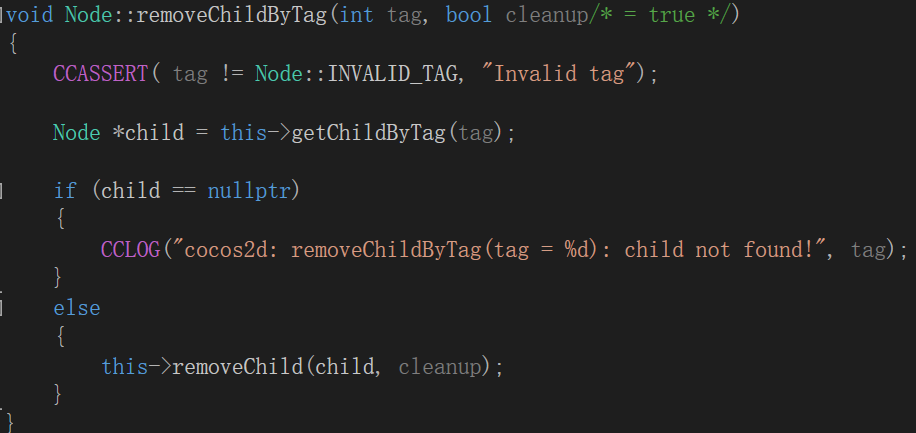 void Node::removeChildByTag(int tag, bool cleanup/* = true */)
{
    CCASSERT( tag != Node::INVALID_TAG, "Invalid tag");

    Node *child = this->getChildByTag(tag);

    if (child == nullptr)
    {
        CCLOG("cocos2d: removeChildByTag(tag = %d): child not found!", tag);
    }
    else
    {
        this->removeChild(child, cleanup);
    }
}